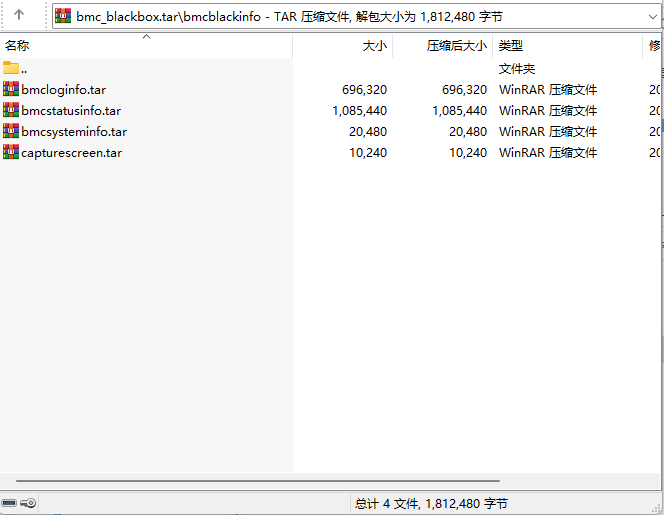 bmc_blackbox.tar\bmcblackinfo - TAR 压缩文件, 解包大小为 1,812,480 字节
名称 大小 压缩后大小 类型 修
.. 文件夹
bmcloginfo.tar 696,320 696,320 WinRAR 压缩文件 20
bmcstatusinfo.tar 1,085,440 1,085,440 WinRAR 压缩文件 20
bmcsysteminfo.tar 20,480 20,480 WinRAR 压缩文件 20
capturescreen.tar 10,240 10,240 WinRAR 压缩文件 20
总计 4 文件, 1,812,480 字节